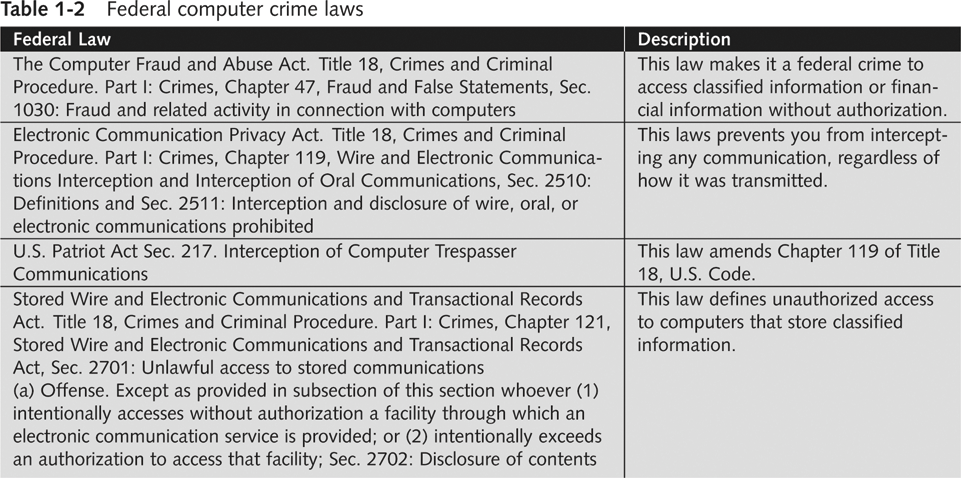 Table 1-2 Federal computer crime laws
Federal Law
Description
The Computer Fraud and Abuse Act. Title 18, Crimes and Criminal
Procedure. Part I: Crimes, Chapter 47, Fraud and False Statements, Sec.
1030: Fraud and related activity in connection with computers
This law makes it a federal crime to
access classified information or finan-
cial information without authorization.
Electronic Communication Privacy Act. Title 18, Crimes and Criminal
Procedure. Part I: Crimes, Chapter 119, Wire and Electronic Communica-
tions Interception and Interception of Oral Communications, Sec. 2510:
Definitions and Sec. 2511: Interception and disclosure of wire, oral, or
electronic communications prohibited
This laws prevents you from intercept-
ing any communication, regardless of
how it was transmitted.
U.S. Patriot Act Sec. 217. Interception of Computer Trespasser
Communications
This law amends Chapter 119 of Title
18, U.S. Code.
Stored Wire and Electronic Communications and Transactional Records
Act. Title 18, Crimes and Criminal Procedure. Part I: Crimes, Chapter 121,
Stored Wire and Electronic Communications and Transactional Records
Act, Sec. 2701: Unlawful access to stored communications
(a) Offense. Except as provided in subsection of this section whoever (1)
intentionally accesses without authorization a facility through which an
electronic communication service is provided; or (2) intentionally exceeds
an authorization to access that facility; Sec. 2702: Disclosure of contents
This law defines unauthorized access
to computers that store classified
information.